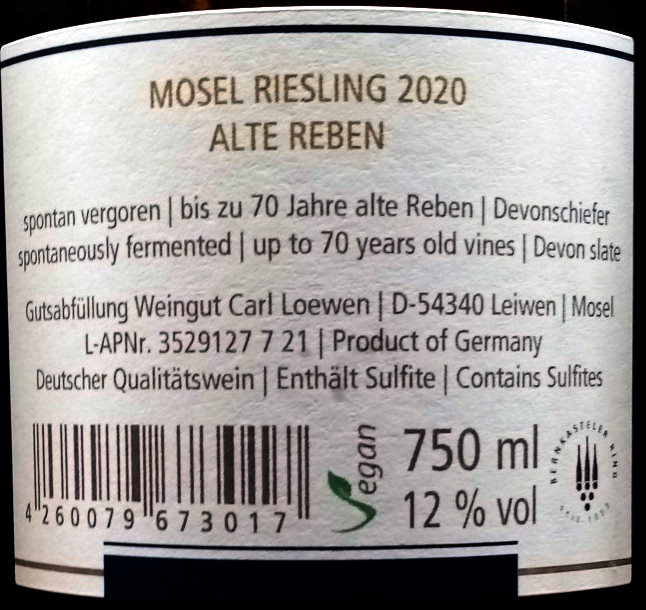 MOSEL RIESLING 2020
ALTE REBEN
spontan vergoren | bis zu 70 Jahre alte Reben | Devonschiefer
spontaneously fermented | up to 70 years old vines | Devon slate
Gutsabfüllung Weingut Carl Loewen | D-54340 Leiwen | Mosel
L-APNr. 3529127 7 21 | Product of Germany
Deutscher Qualitätswein | Enthält Sulfite | Contains Sulfites
4 260079 673017
Vegan
750 ml
12 % vol
BERNKASTELER RING